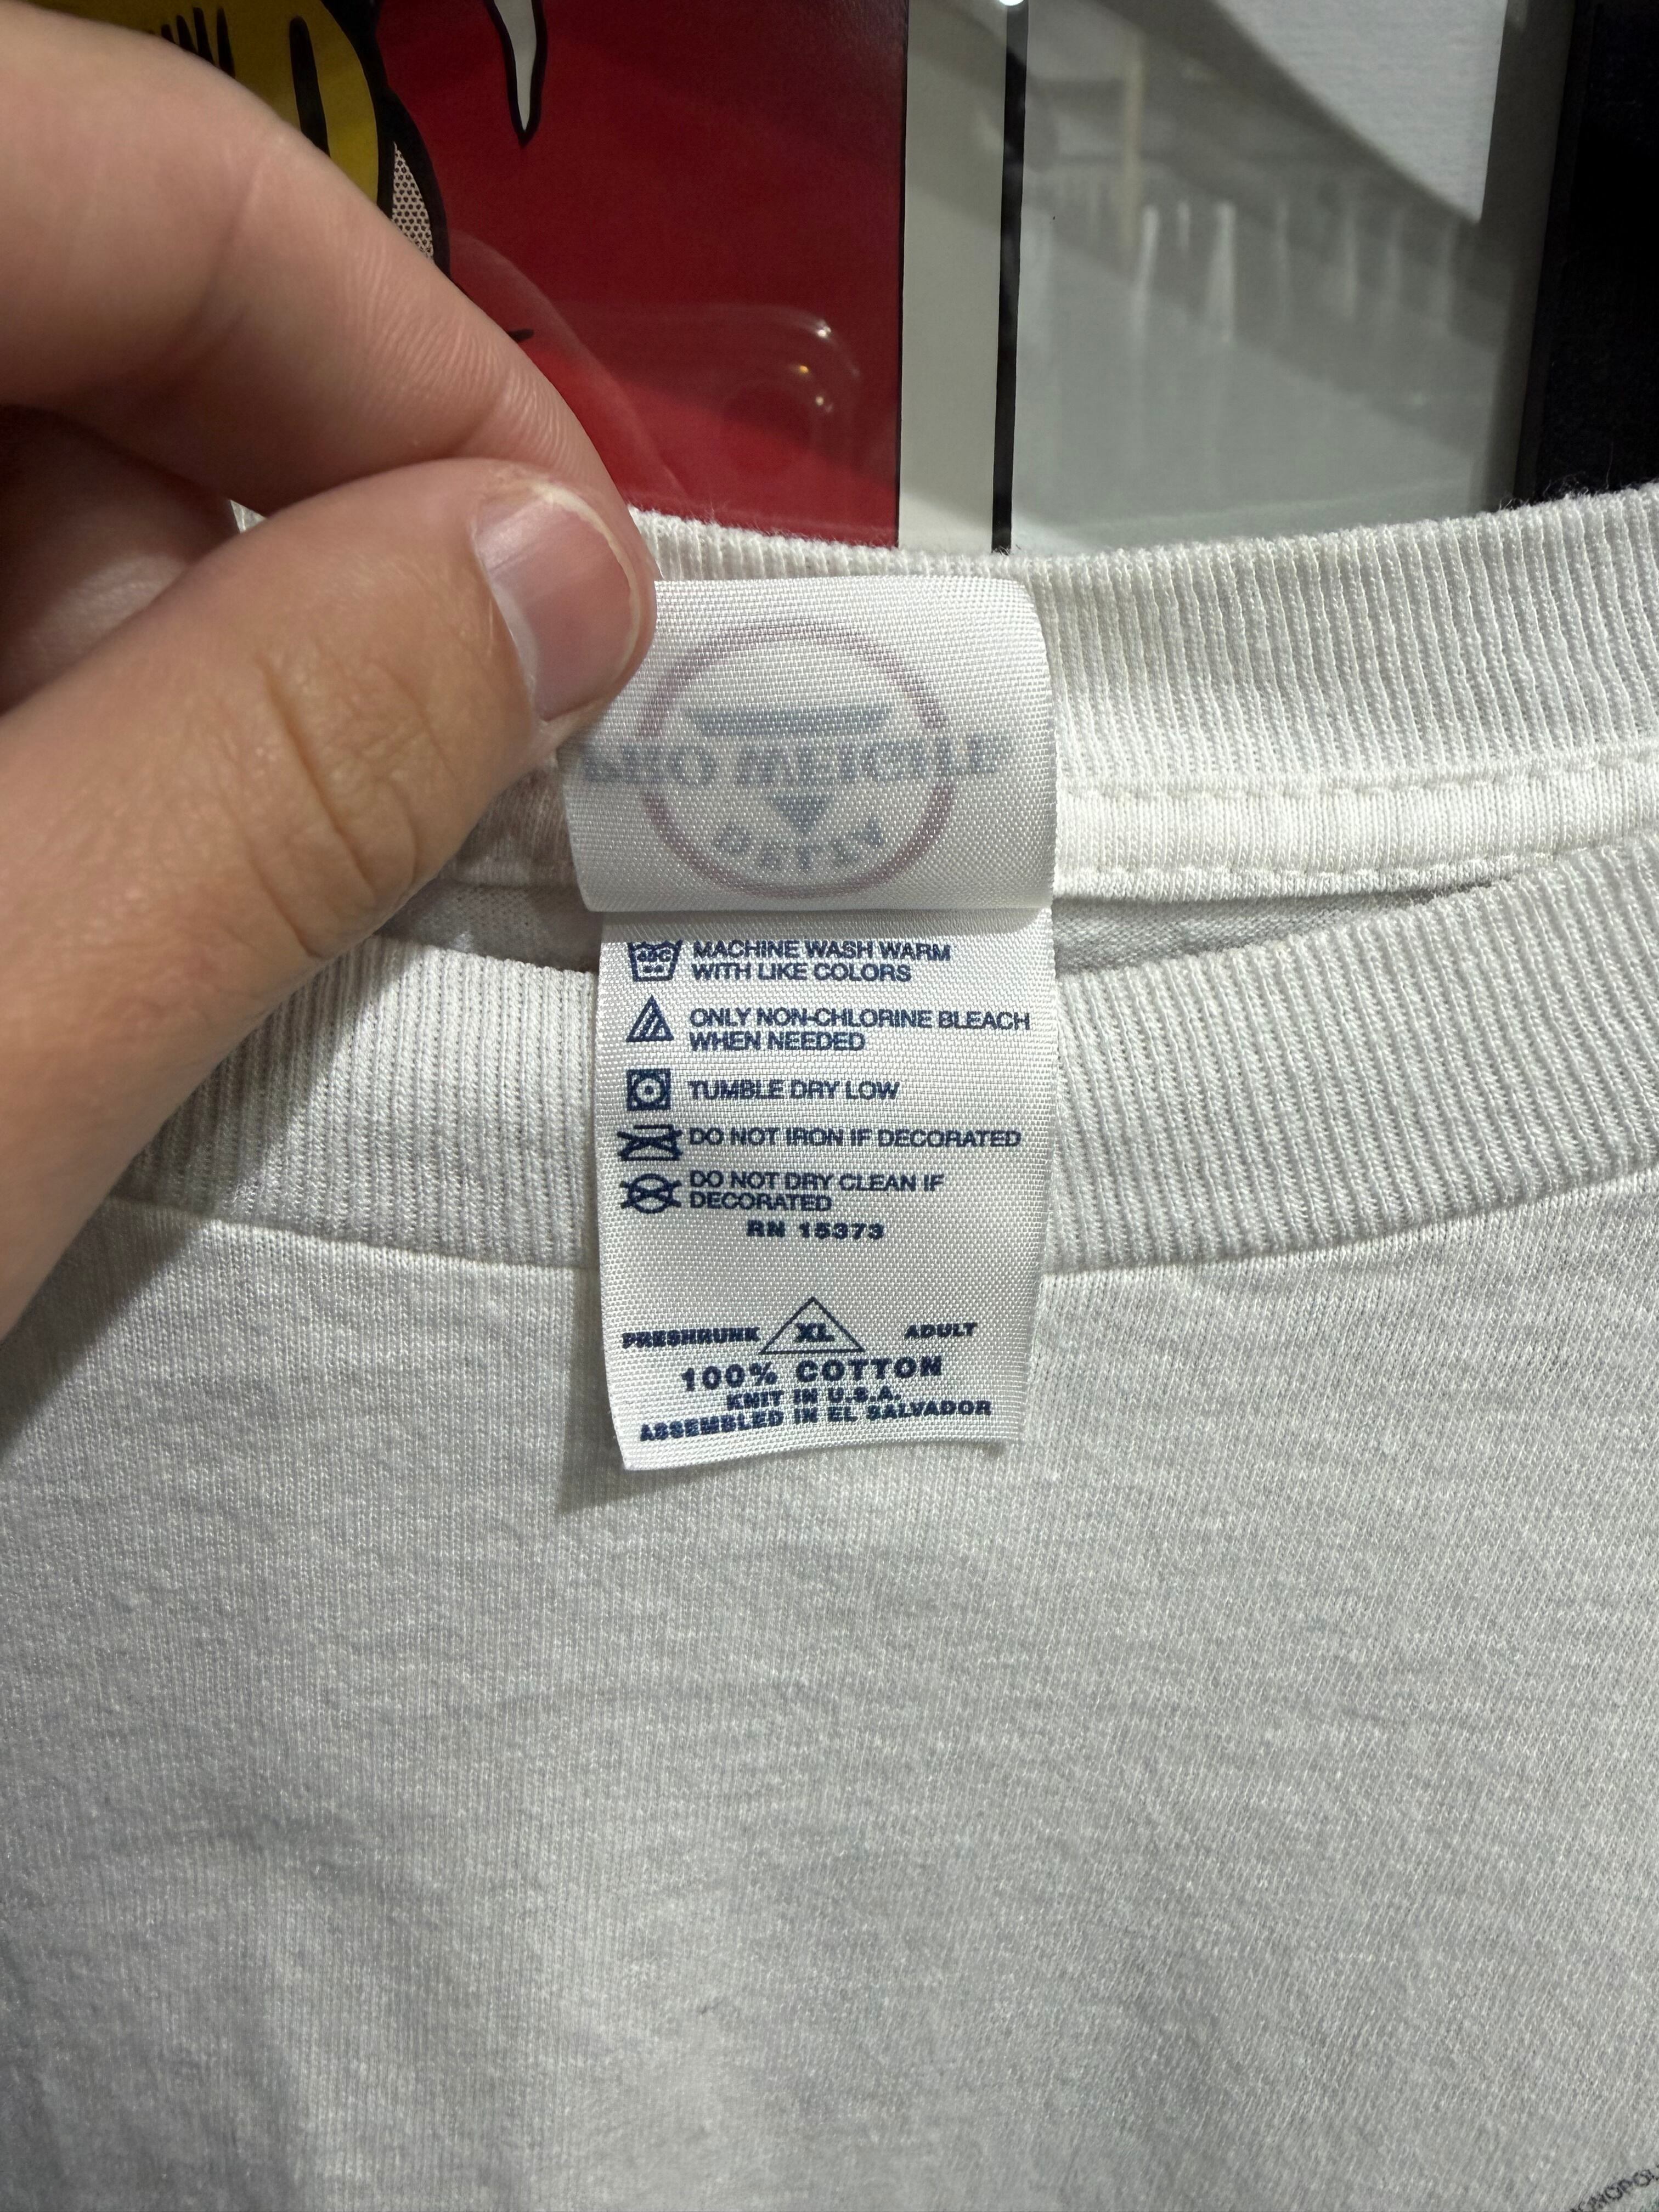 MACHINE WASH WARM
WITH LIKE COLORS
ONLY NON-CHLORINE BLEACH
WHEN NEEDED
TUMBLE DRY LOW
DO NOT IRON IF DECORATED
DO NOT DRY CLEAN IF
DECORATED
RN 15373
PRESHRUNK XL ADULT
100% COTTON
KNIT IN U.S.A.
ASSEMBLED IN EL SALVADOR